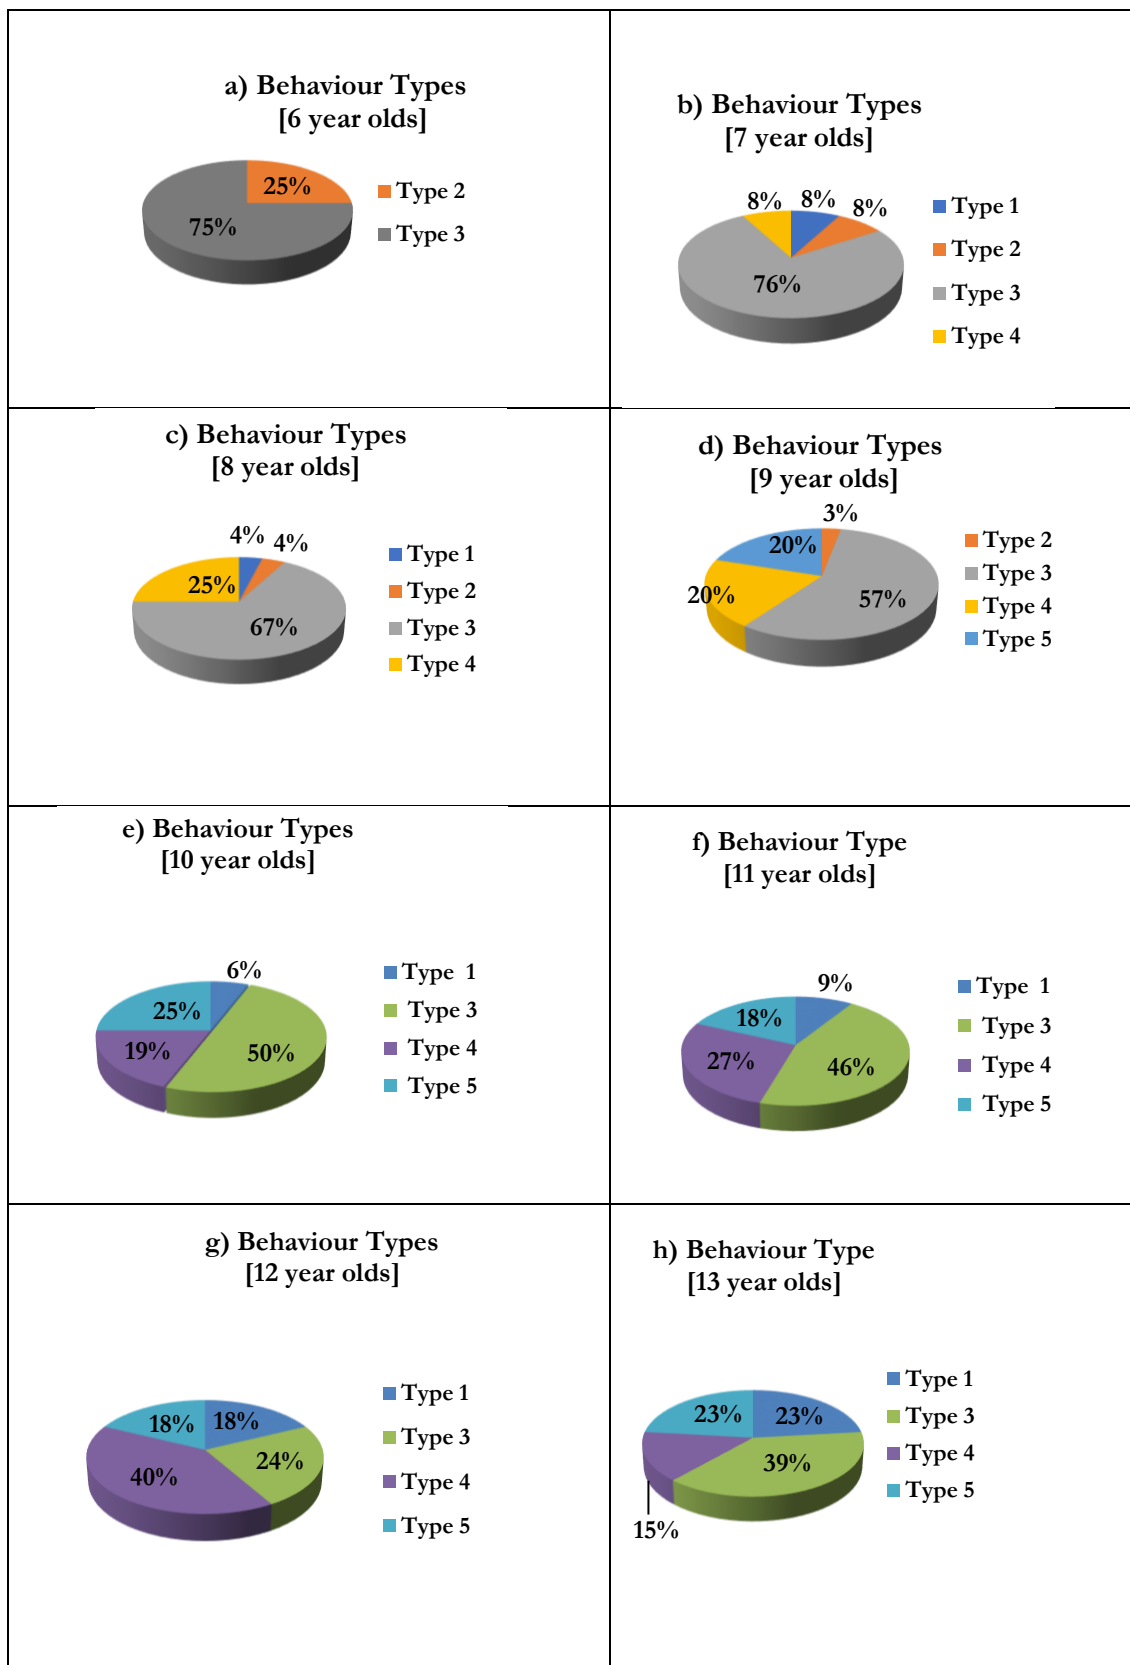 a) Behaviour Types
[6 year olds]
25%
75%
Type 2
Type 3
b) Behaviour Types
[7 year olds]
8%
8%
8%
76%
Type 1
Type 2
Type 3
Type 4
c) Behaviour Types
[8 year olds]
4%
4%
25%
67%
Type 1
Type 2
Type 3
Type 4
d) Behaviour Types
[9 year olds]
3%
20%
20%
57%
Type 2
Type 3
Type 4
Type 5
e) Behaviour Types
[10 year olds]
6%
25%
19%
50%
Type 1
Type 3
Type 4
Type 5
f) Behaviour Type
[11 year olds]
9%
18%
27%
46%
Type 1
Type 3
Type 4
Type 5
g) Behaviour Types
[12 year olds]
18%
18%
24%
40%
Type 1
Type 3
Type 4
Type 5
h) Behaviour Type
[13 year olds]
23%
23%
39%
15%
Type 1
Type 3
Type 4
Type 5